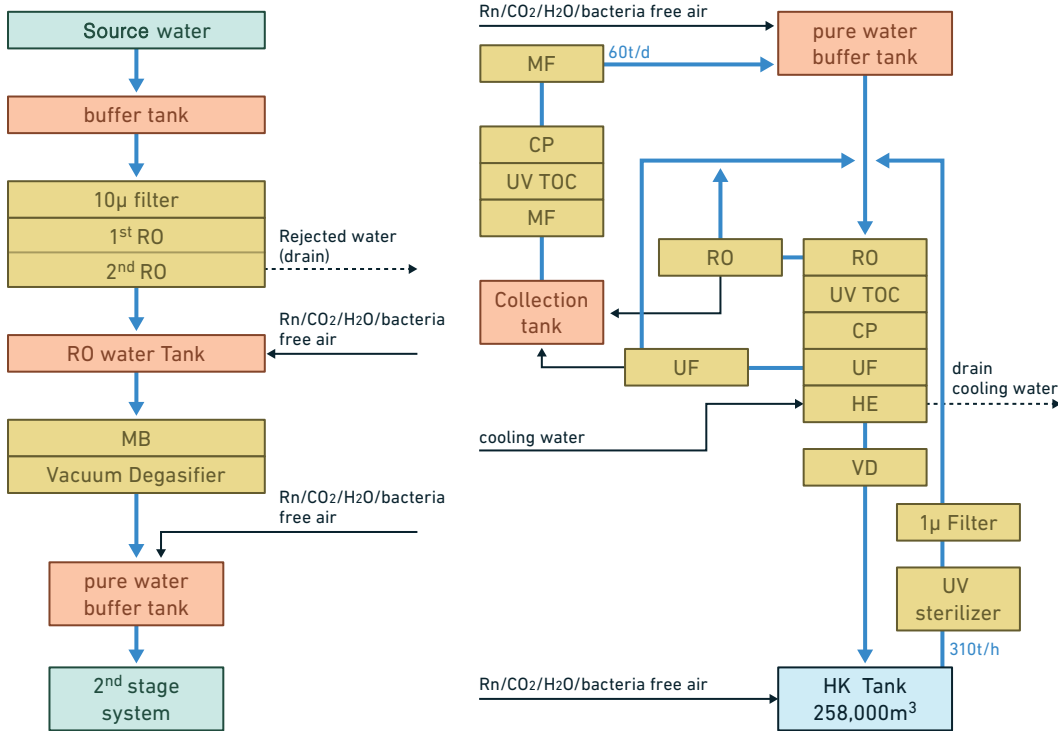 Source water
buffer tank
10μ filter
1st RO
2nd RO
Rejected water
(drain)
Rn/CO2/H2O/bacteria
free air
RO water Tank
MB
Vacuum Degasifier
Rn/CO2/H2O/bacteria
free air
pure water
buffer tank
2nd stage
system
Rn/CO2/H2O/bacteria free air
pure water
buffer tank
MF
60t/d
CP
UV TOC
MF
Collection
tank
RO
UF
RO
UV TOC
CP
UF
HE
drain
cooling water
cooling water
VD
1μ Filter
UV
sterilizer
310t/h
Rn/CO2/H2O/bacteria free air
HK Tank
258,000m3